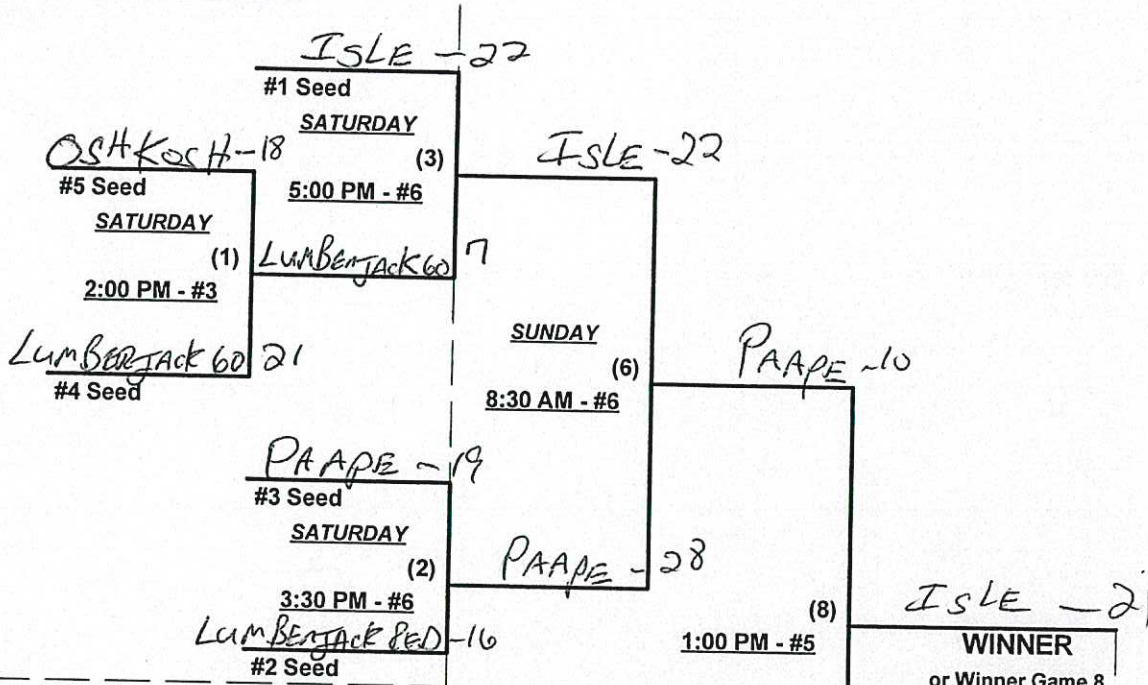 ISLE - 22
#1 Seed
SATURDAY
(3)
5:00 PM - #6
OSHKOSH - 18
#5 Seed
SATURDAY
(1)
2:00 PM - #3
LUMBERJACK 60 7
LUMBERJACK 60 21
#4 Seed
ISLE - 22
SUNDAY
(6)
8:30 AM - #6
PAAPE - 10
PAAPE - 19
#3 Seed
SATURDAY
(2)
3:30 PM - #6
LUMBERJACK RED - 16
#2 Seed
PAAPE - 28
(8)
1:00 PM - #5
ISLE - 21
WINNER
or Winner Game 8